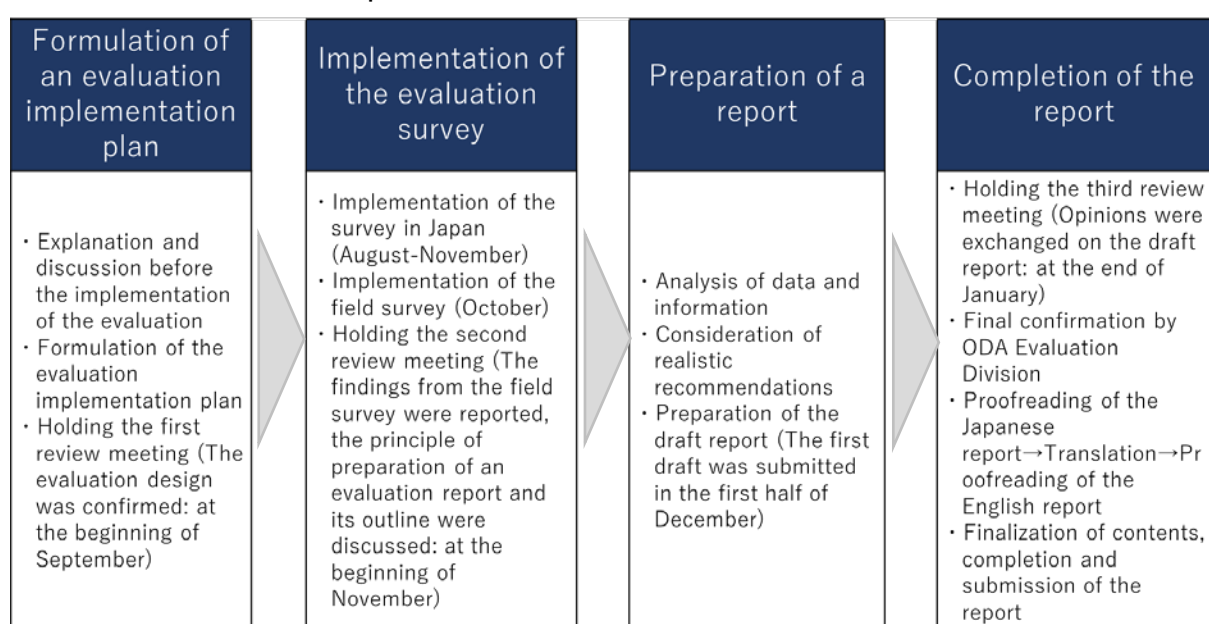 Formulation of
an evaluation
implementation
plan
・Explanation and
discussion before
the implementation
of the evaluation
・Formulation of the
evaluation
implementation plan
・Holding the first
review meeting (The
evaluation design
was confirmed: at
the beginning of
September)
Implementation of
the evaluation
survey
・Implementation of the
survey in Japan
(August-November)
・Implementation of the
field survey (October)
・Holding the second
review meeting (The
findings from the field
survey were reported,
the principle of
preparation of an
evaluation report and
its outline were
discussed: at the
beginning of
November)
Preparation of a
report
・Analysis of data and
information
・Consideration of
realistic
recommendations
・Preparation of the
draft report (The first
draft was submitted
in the first half of
December)
Completion of the
report
・Holding the third review
meeting (Opinions were
exchanged on the draft
report: at the end of
January)
・Final confirmation by
ODA Evaluation
Division
・Proofreading of the
Japanese
report→Translation→Pr
oofreading of the
English report
・Finalization of contents,
completion and
submission of the
report